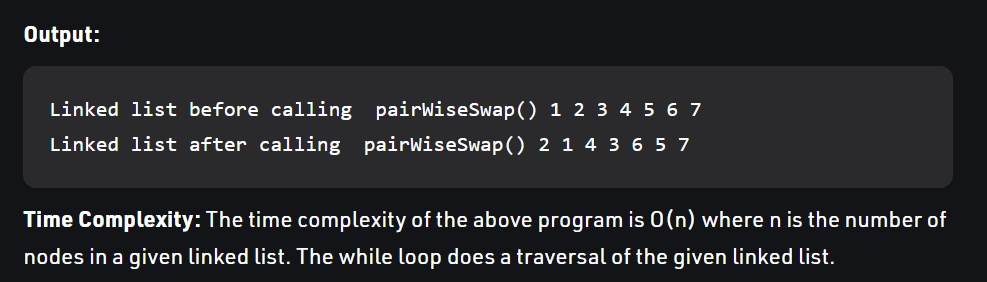 Output:
Linked list before calling  pairWiseSwap() 1 2 3 4 5 6 7
Linked list after calling  pairWiseSwap() 2 1 4 3 6 5 7
Time Complexity: The time complexity of the above program is O(n) where n is the number of
nodes in a given linked list. The while loop does a traversal of the given linked list.